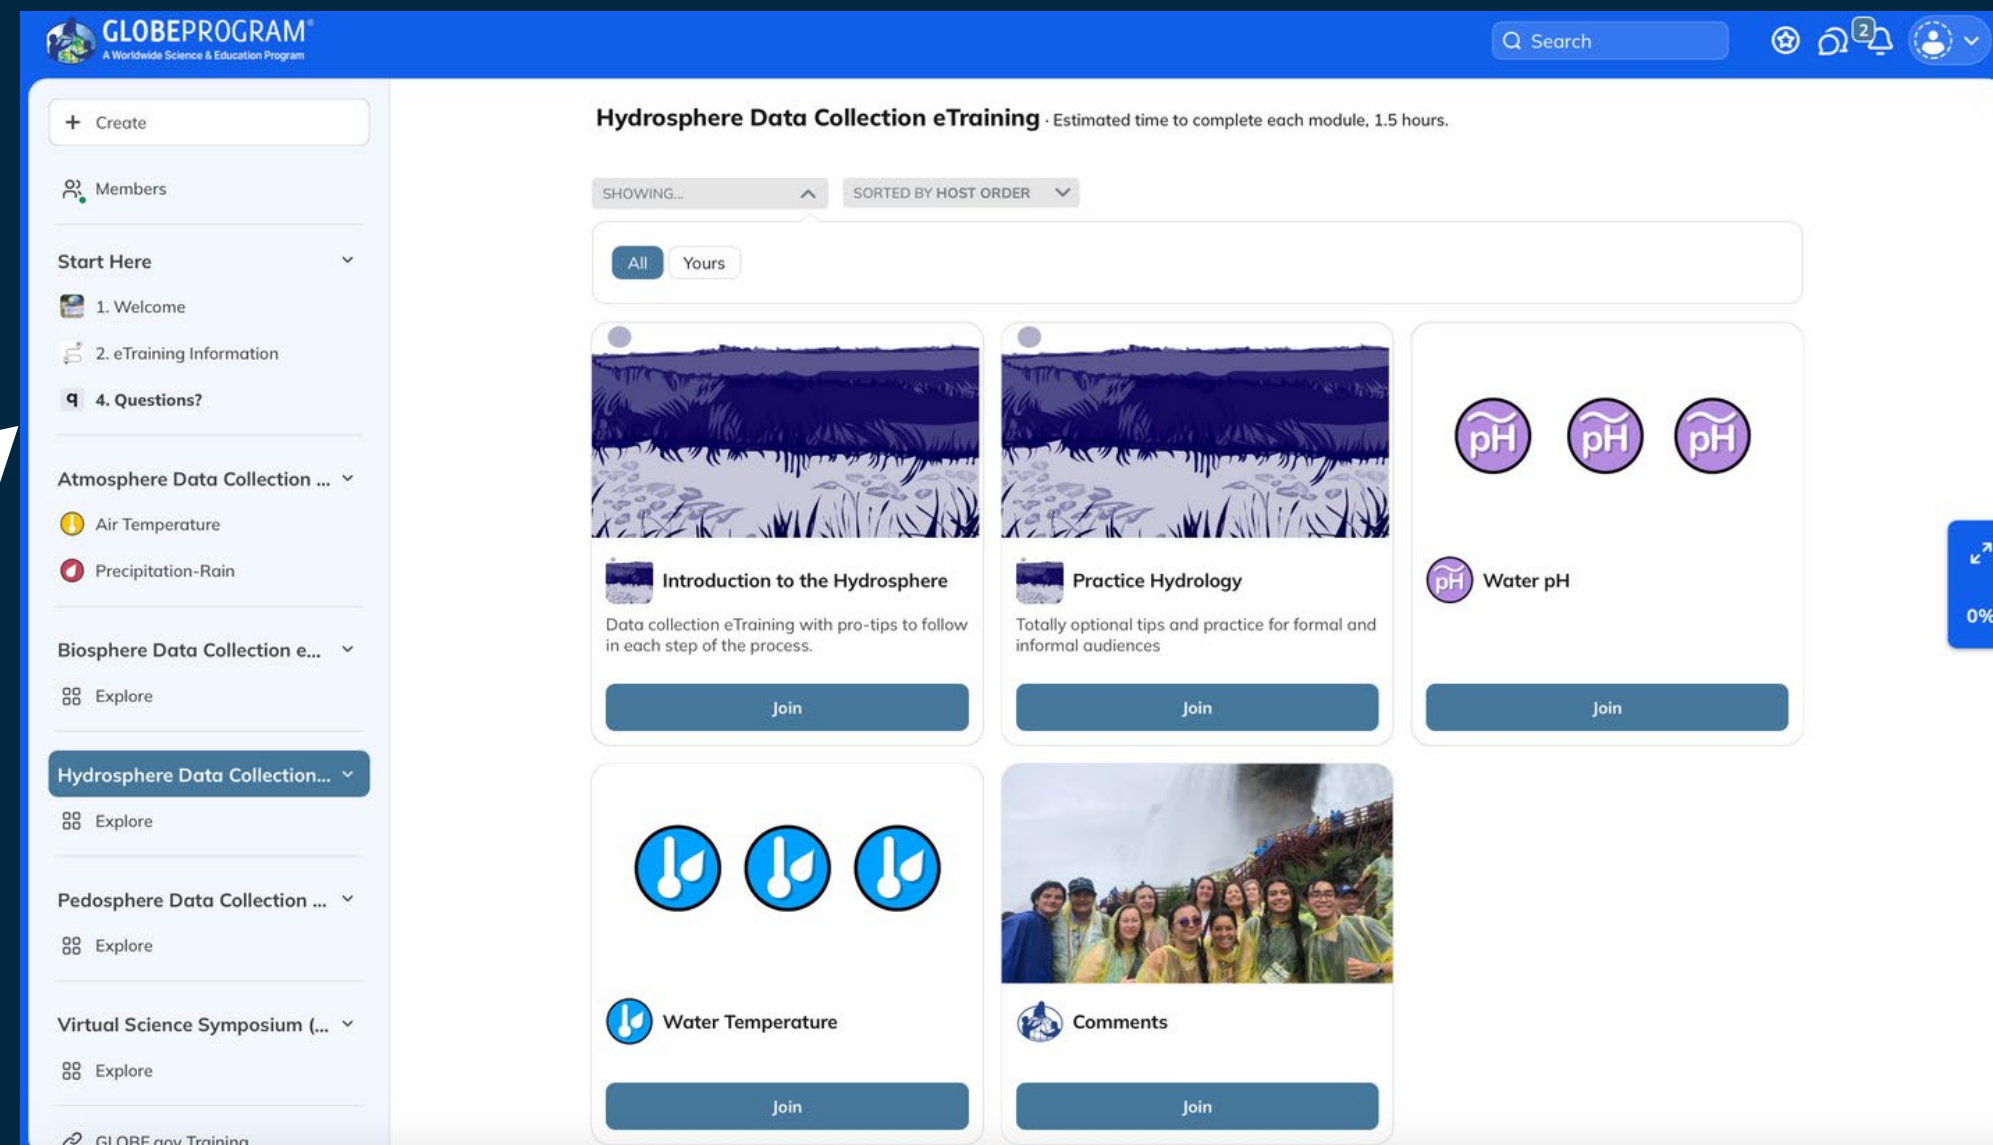 GLOBEPROGRAM®
A Worldwide Science & Education Program
Search
2
Create
Members
Start Here
1. Welcome
2. eTraining Information
q 4. Questions?
Atmosphere Data Collection ...
Air Temperature
Precipitation-Rain
Biosphere Data Collection e...
Explore
Hydrosphere Data Collection...
Explore
Pedosphere Data Collection ...
Explore
Virtual Science Symposium (...
Explore
GLOBE.gov Training
Hydrosphere Data Collection eTraining · Estimated time to complete each module, 1.5 hours.
SHOWING...
SORTED BY HOST ORDER
All
Yours
Introduction to the Hydrosphere
Data collection eTraining with pro-tips to follow
in each step of the process.
Join
Practice Hydrology
Totally optional tips and practice for formal and
informal audiences
Join
pH pH pH
pH Water pH
Join
Water Temperature
Join
Comments
Join
0%